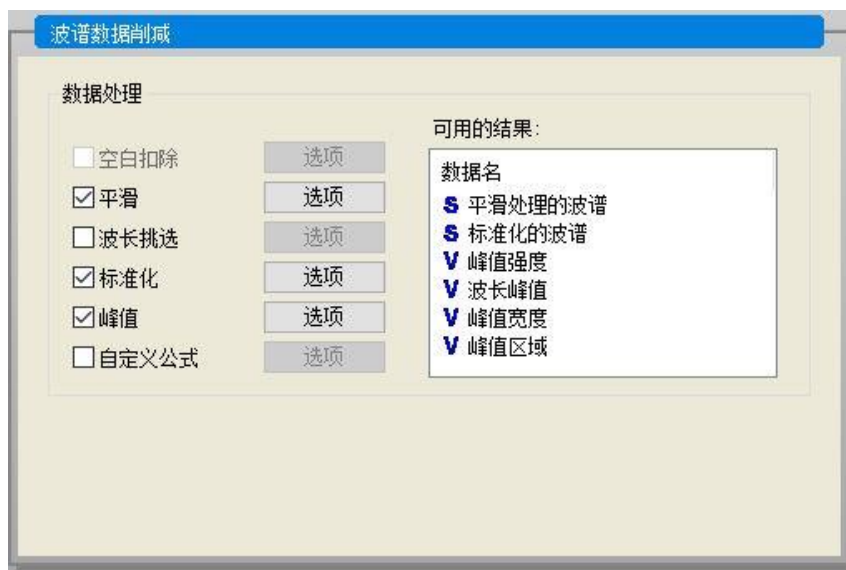 波谱数据削减
数据处理
空白扣除 选项
平滑 选项
波长挑选 选项
标准化 选项
峰值 选项
自定义公式 选项
可用的结果:
数据名
S 平滑处理的波谱
S 标准化的波谱
V 峰值强度
V 波长峰值
V 峰值宽度
V 峰值区域